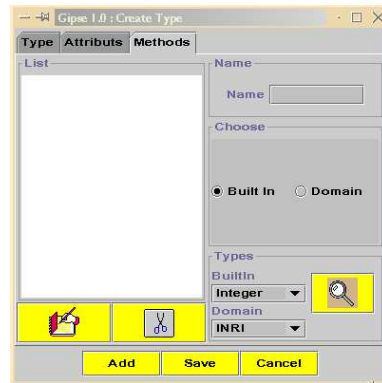 Gipse 1.0 : Create Type
Type Attributs Methods
List
Name
Name
Choose
Built In Domain
Types
BuiltIn
Integer
Domain
INRI
Add Save Cancel